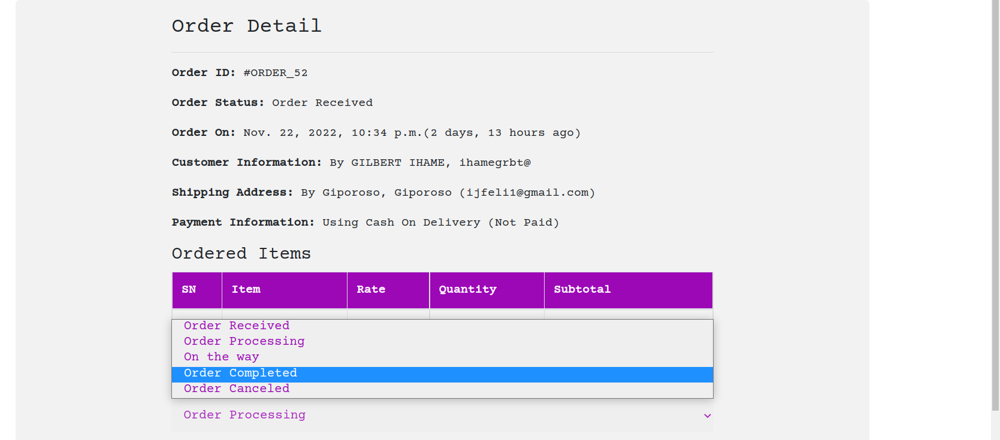 Order Detail
Order ID: #ORDER_52
Order Status: Order Received
Order On: Nov. 22, 2022, 10:34 p.m.(2 days, 13 hours ago)
Customer Information: By GILBERT IHAME, ihamegrbt@
Shipping Address: By Giporoso, Giporoso (ijfeli1@gmail.com)
Payment Information: Using Cash On Delivery (Not Paid)
Ordered Items
SN Item Rate Quantity Subtotal
Order Received
Order Processing
On the way
Order Completed
Order Canceled
Order Processing